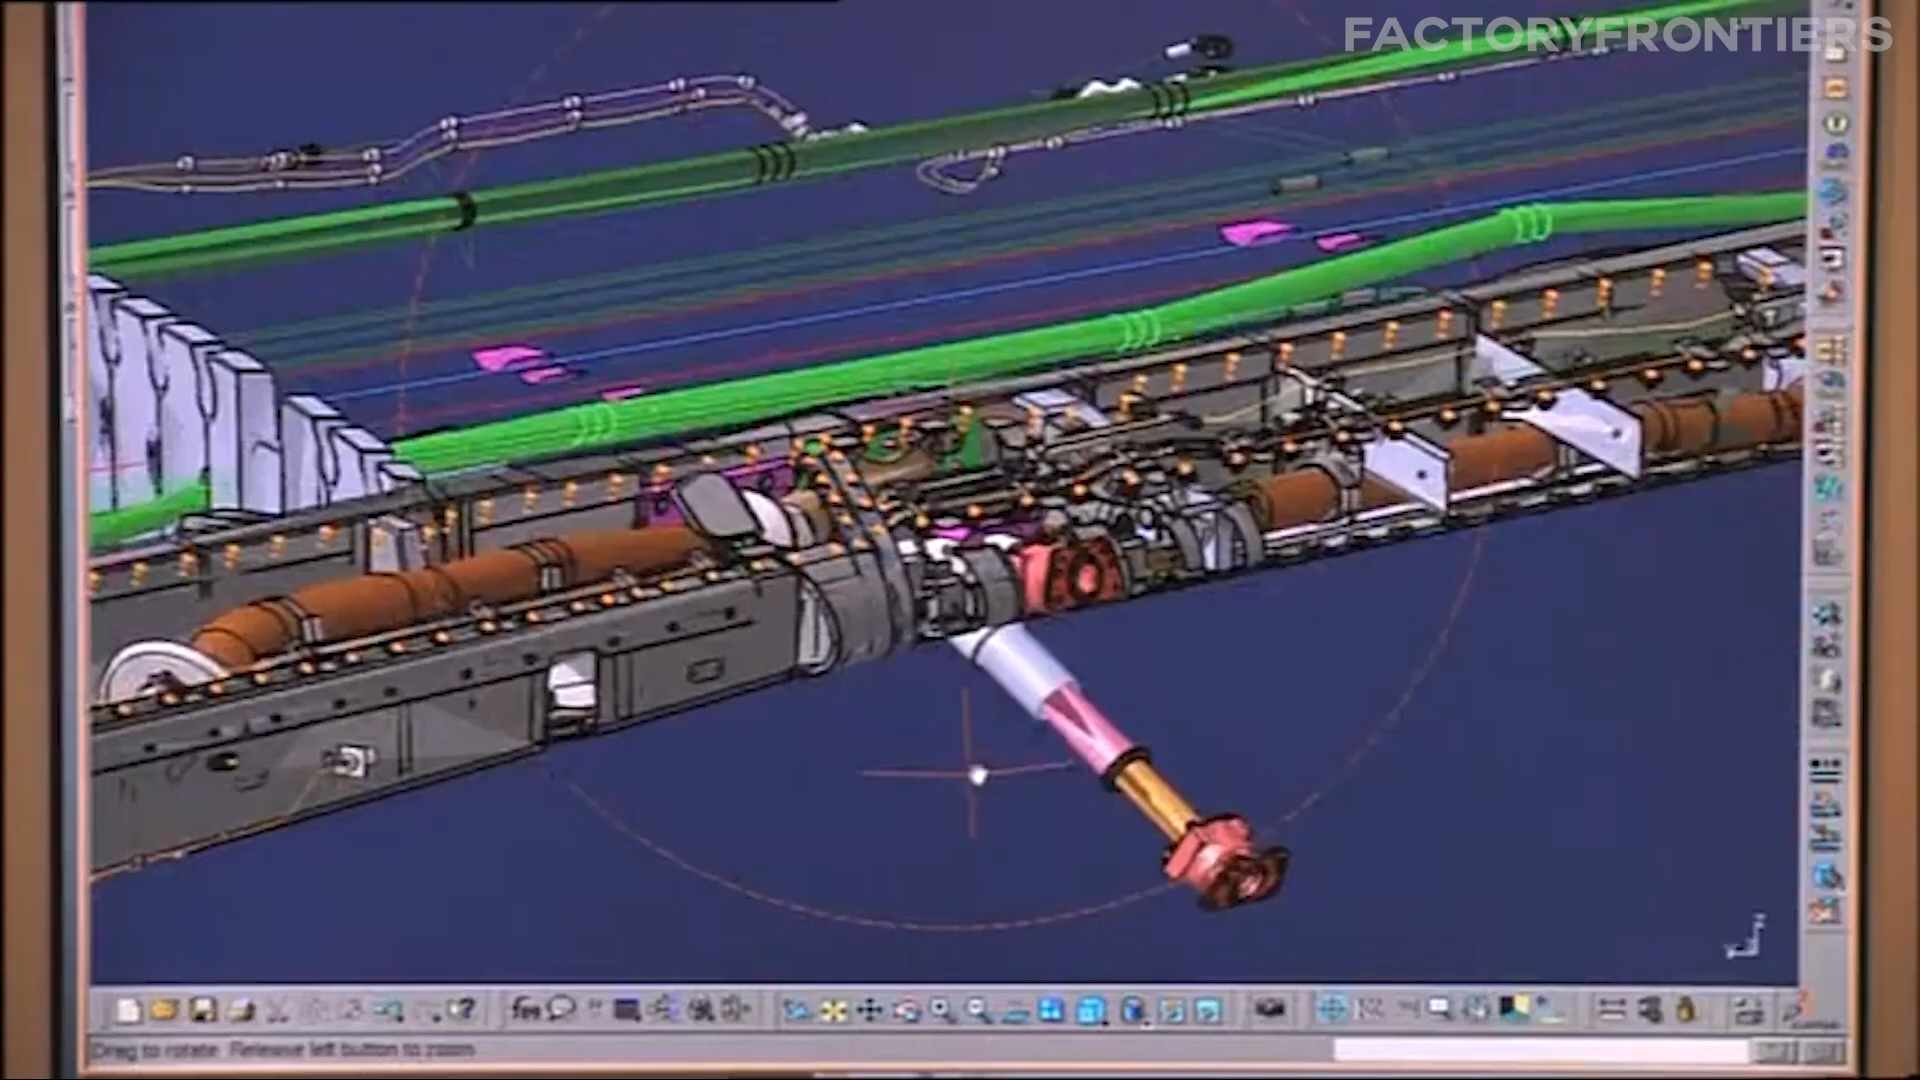 FACTORYFRONTIERS
Drag to rotate. Release left button to zoom